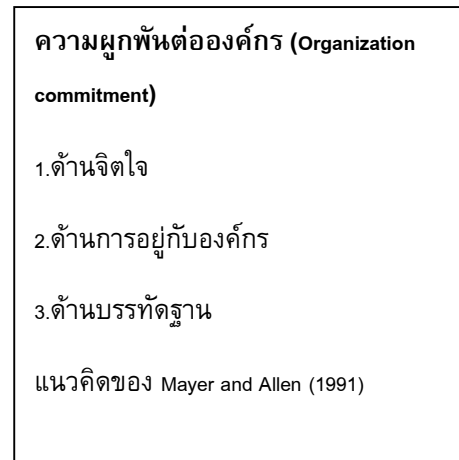 ความผูกพันต่อองค์กร (Organization
commitment)
1.ด้านจิตใจ
2.ด้านการอยู่กับองค์กร
3.ด้านบรรทัดฐาน
แนวคิดของ Mayer and Allen (1991)